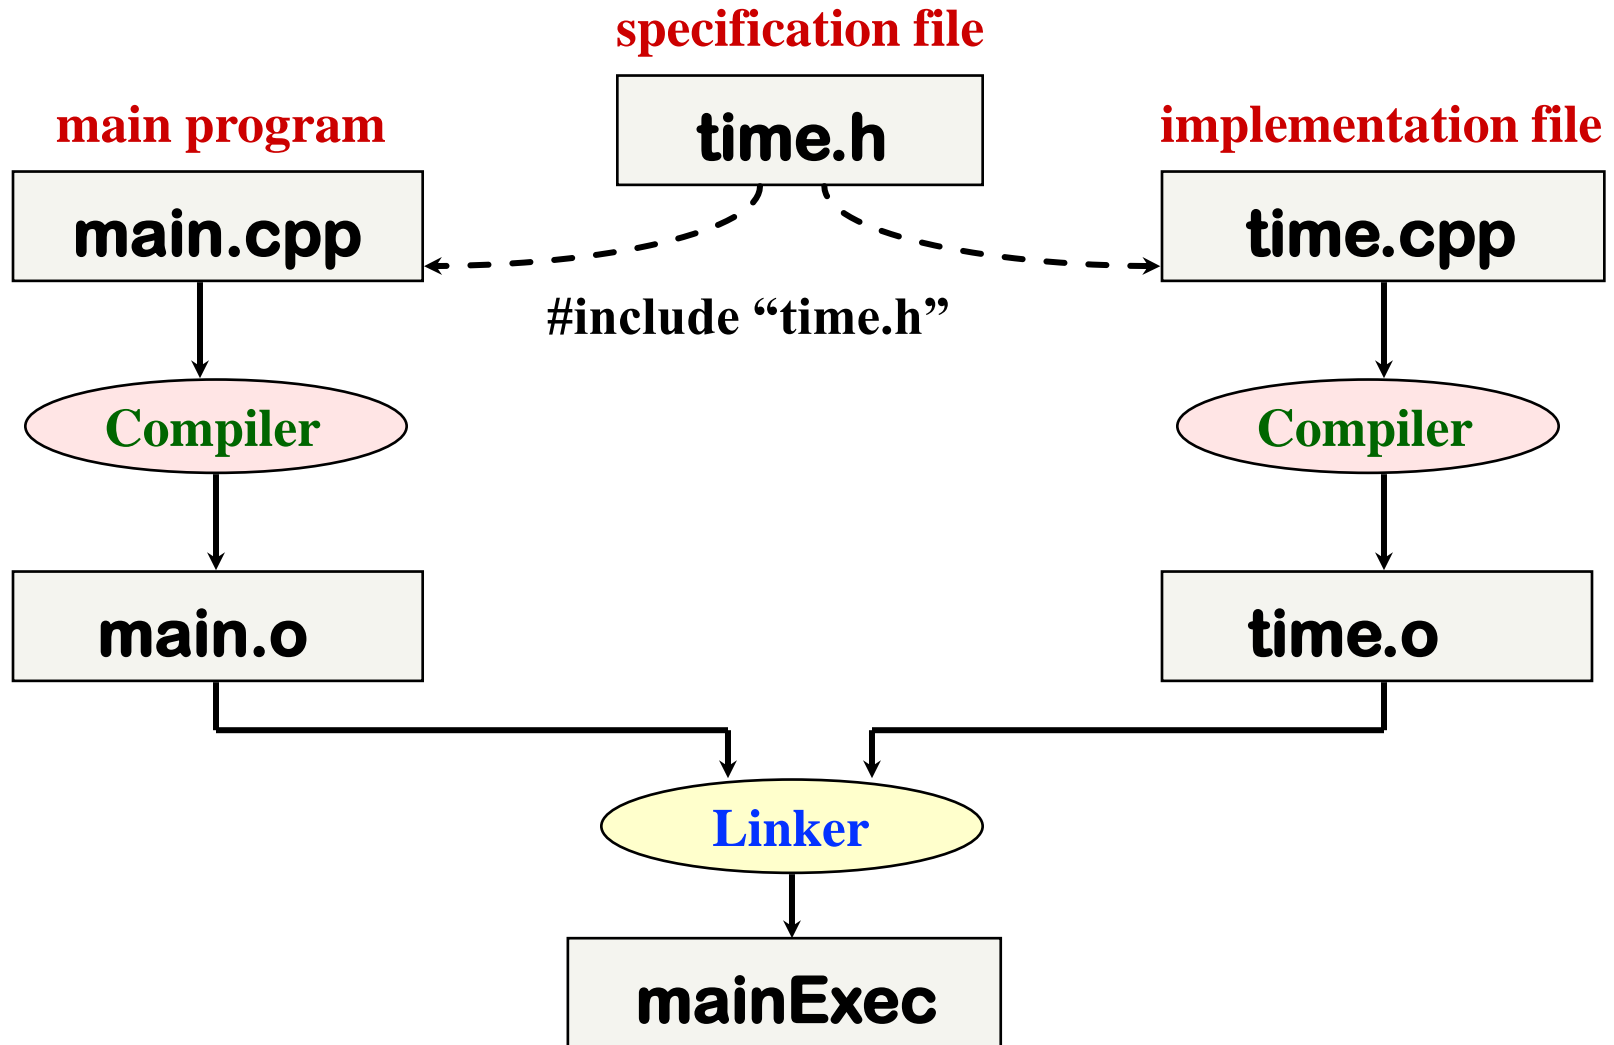 specification file
time.h
main program
implementation file
main.cpp
time.cpp
#include “time.h”
Compiler
Compiler
main.o
time.o
Linker
mainExec